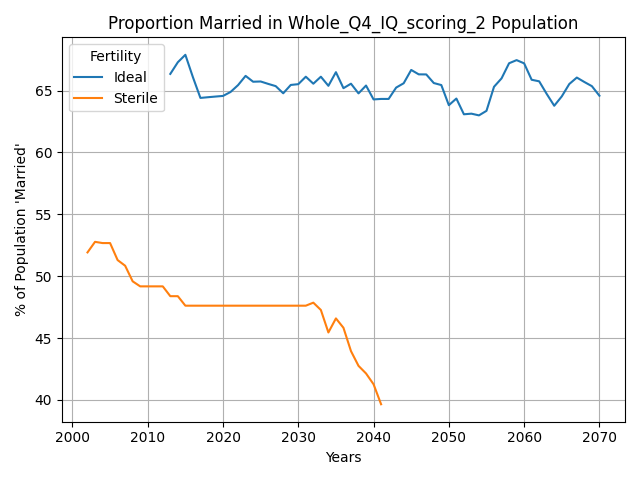 Proportion Married in Whole_Q4_IQ_scoring_2 Population
Fertility
Ideal
Sterile
% of Population 'Married'
65
60
55
50
45
40
2000 2010 2020 2030 2040 2050 2060 2070
Years